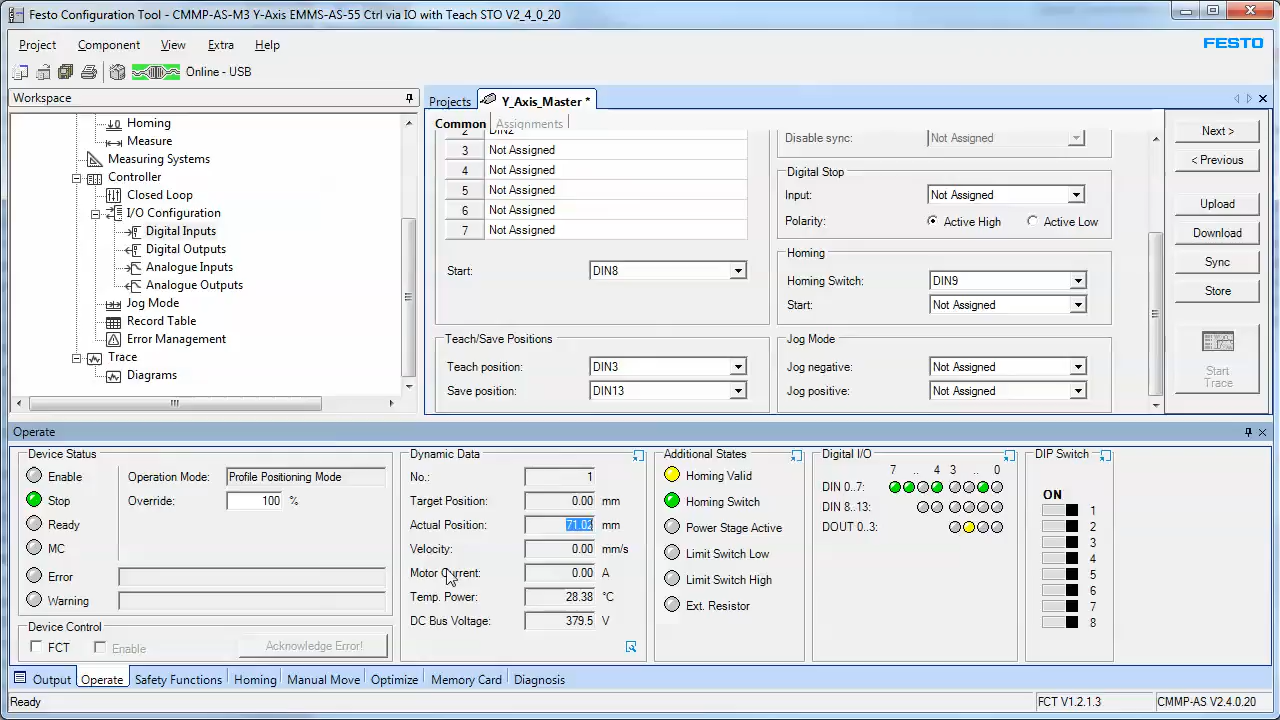 Festo Configuration Tool - CMMP-AS-M3 Y-Axis EMMS-AS-55 Ctrl via IO with Teach STO V2_4_0_20
Project Component View Extra Help
FESTO
Online - USB
Workspace
Homing
Measure
Measuring Systems
Controller
Closed Loop
I/O Configuration
Digital Inputs
Digital Outputs
Analogue Inputs
Analogue Outputs
Jog Mode
Record Table
Error Management
Trace
Diagrams
Projects Y_Axis_Master *
Common Assignments
2 DIN2
3 Not Assigned
4 Not Assigned
5 Not Assigned
6 Not Assigned
7 Not Assigned
Start: DIN8
Teach/Save Positions
Teach position: DIN3
Save position: DIN13
Disable sync: Not Assigned
Digital Stop
Input: Not Assigned
Polarity: Active High Active Low
Homing
Homing Switch: DIN9
Start: Not Assigned
Jog Mode
Jog negative: Not Assigned
Jog positive: Not Assigned
Next >
< Previous
Upload
Download
Sync
Store
Start
Trace
Operate
Device Status
Enable
Stop
Ready
MC
Error
Warning
Operation Mode: Profile Positioning Mode
Override: 100 %
Device Control
FCT Enable Acknowledge Error!
Dynamic Data
No.: 1
Target Position: 0.00 mm
Actual Position: 71.02 mm
Velocity: 0.00 mm/s
Motor Current: 0.00 A
Temp. Power: 28.38 °C
DC Bus Voltage: 379.5 V
Additional States
Homing Valid
Homing Switch
Power Stage Active
Limit Switch Low
Limit Switch High
Ext. Resistor
Digital I/O
7 .. 4 3 .. 0
DIN 0..7:
DIN 8..13:
DOUT 0..3:
DIP Switch
ON
1
2
3
4
5
6
7
8
Output Operate Safety Functions Homing Manual Move Optimize Memory Card Diagnosis
Ready FCT V1.2.1.3 CMMP-AS V2.4.0.20